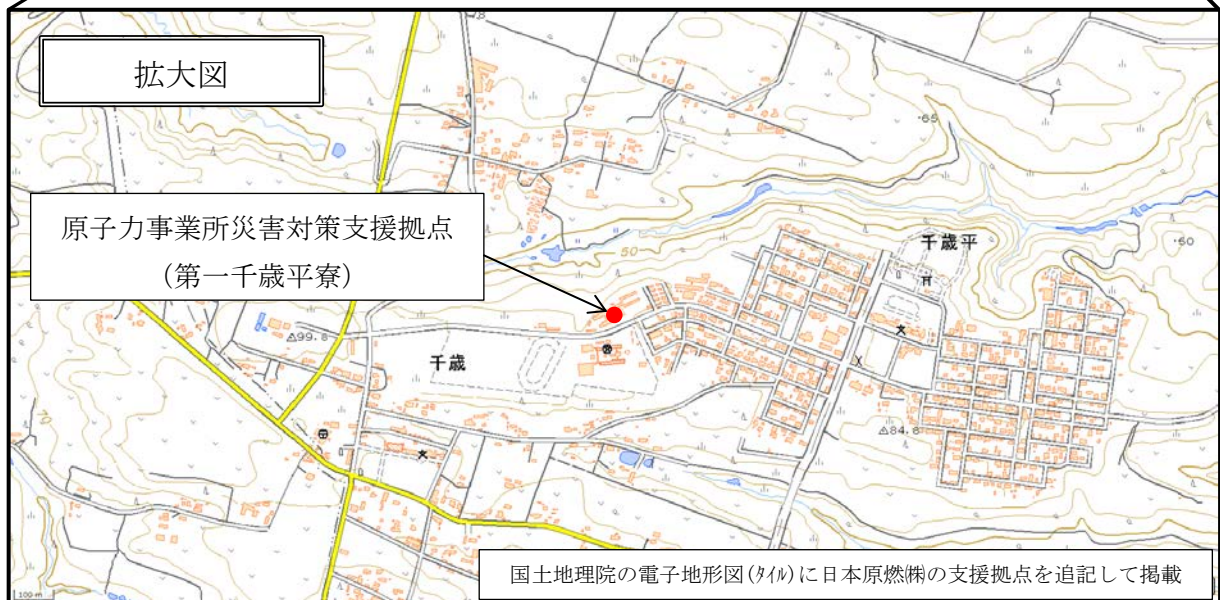 拡大図
・65
原子力事業所災害対策支援拠点
(第一千歳平寮)
50
千歳平
・60
△99.8
千歳
△84.8
70
100 m
国土地理院の電子地形図(ﾀｲﾙ)に日本原燃㈱の支援拠点を追記して掲載